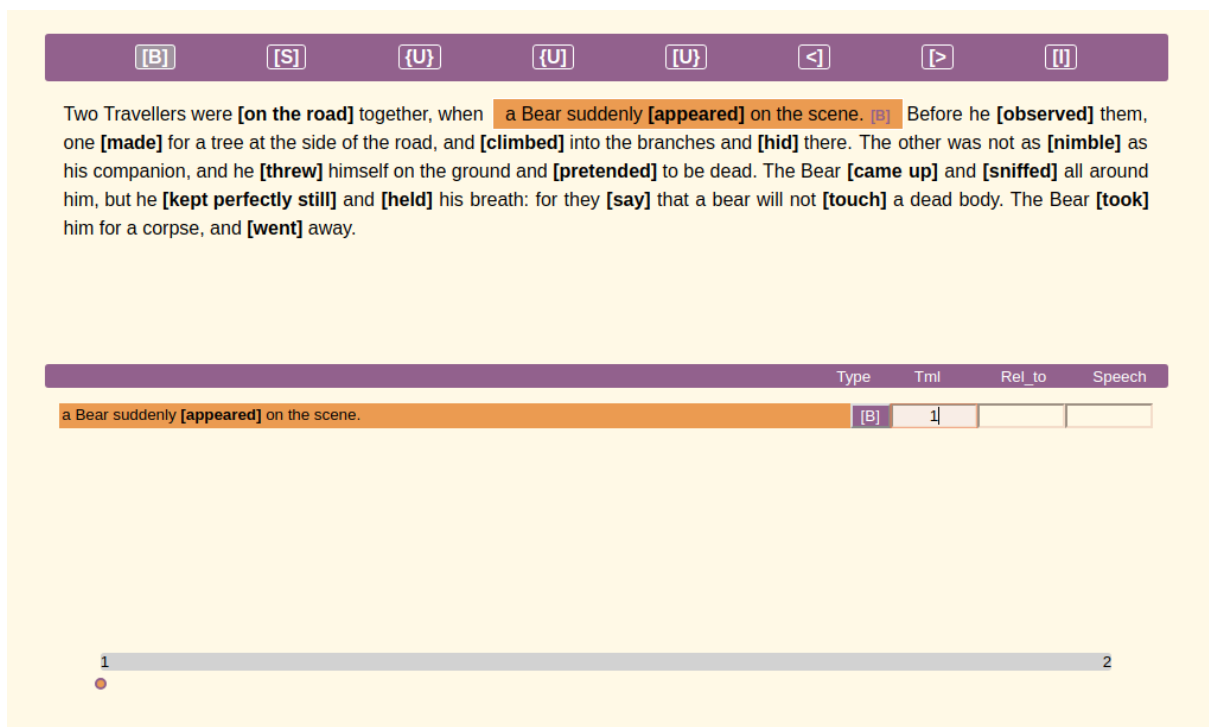 [B] [S] {U} {U] [U} <] [> [I]
Two Travellers were [on the road] together, when a Bear suddenly [appeared] on the scene. [B] Before he [observed] them,
one [made] for a tree at the side of the road, and [climbed] into the branches and [hid] there. The other was not as [nimble] as
his companion, and he [threw] himself on the ground and [pretended] to be dead. The Bear [came up] and [sniffed] all around
him, but he [kept perfectly still] and [held] his breath: for they [say] that a bear will not [touch] a dead body. The Bear [took]
him for a corpse, and [went] away.
Type Tml Rel_to Speech
a Bear suddenly [appeared] on the scene. [B] 1
1 2